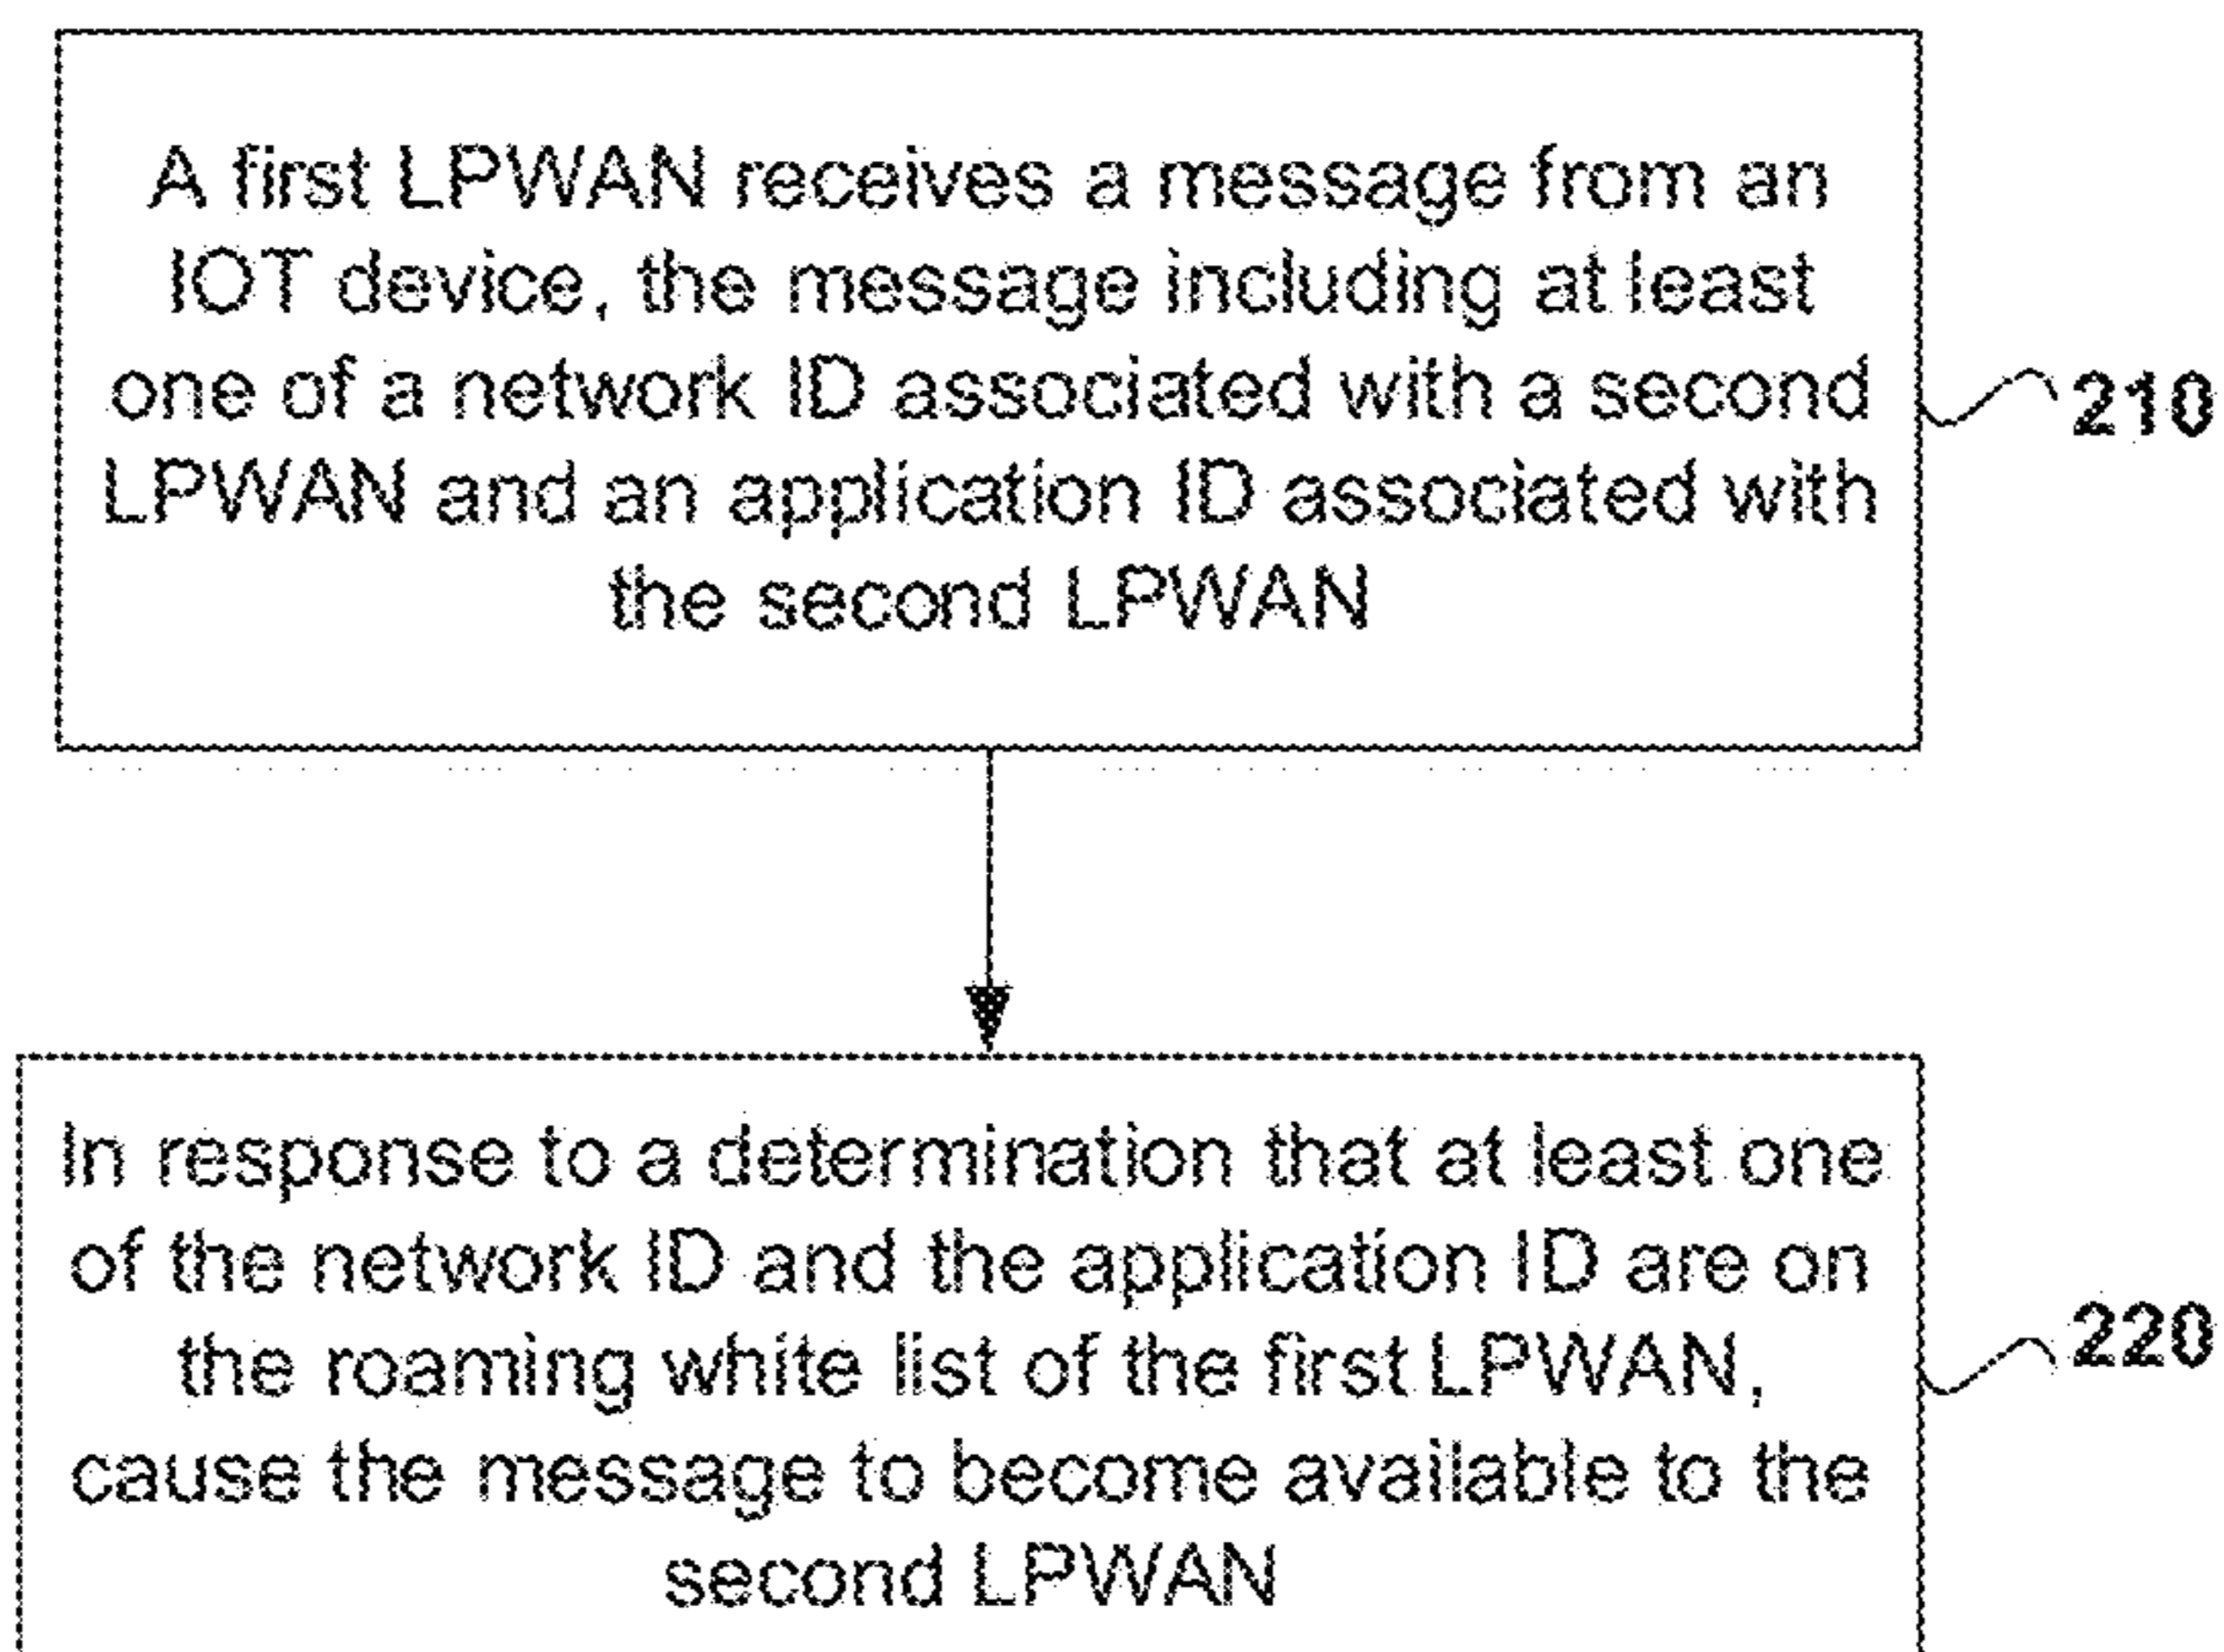 A first LPWAN receives a message from an
IOT device, the message including at least
one of a network ID associated with a second
LPWAN and an application ID associated with
the second LPWAN
210
In response to a determination that at least one
of the network ID and the application ID are on
the roaming white list of the first LPWAN,
cause the message to become available to the
second LPWAN
220